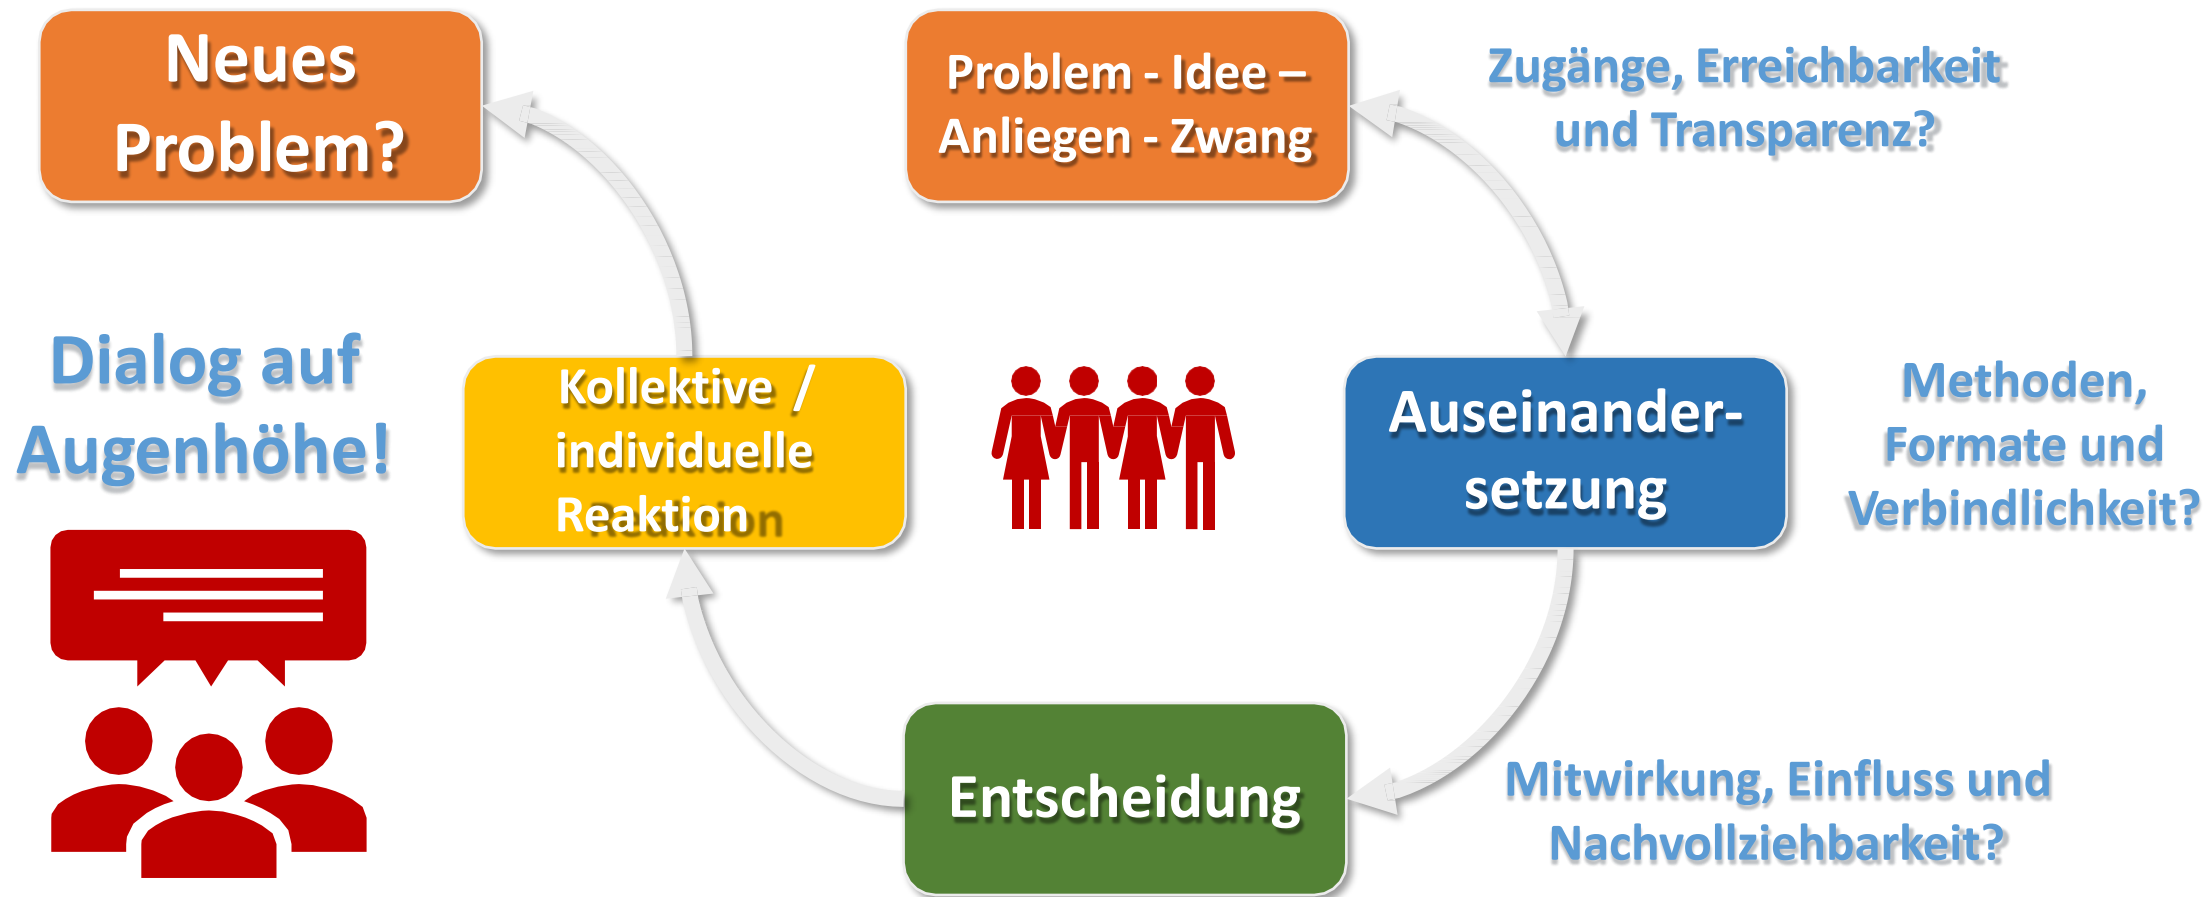 Neues
Problem?
Problem - Idee –
Anliegen - Zwang
Zugänge, Erreichbarkeit
und Transparenz?
Dialog auf
Augenhöhe!
Kollektive /
individuelle
Reaktion
Auseinander-
setzung
Methoden,
Formate und
Verbindlichkeit?
Entscheidung
Mitwirkung, Einfluss und
Nachvollziehbarkeit?